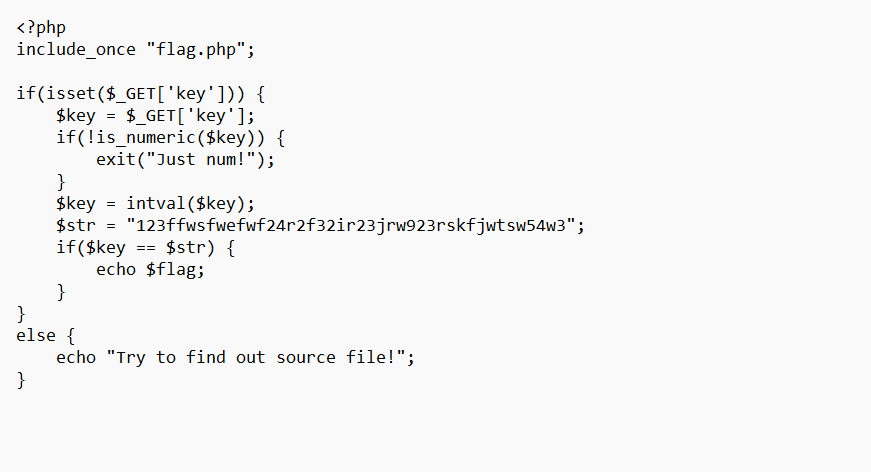 <?php
include_once "flag.php";
if(isset($_GET['key'])) {
    $key = $_GET['key'];
    if(!is_numeric($key)) {
        exit("Just num!");
    }
    $key = intval($key);
    $str = "123ffwsfwefwf24r2f32ir23jrw923rskfjwtsw54w3";
    if($key == $str) {
        echo $flag;
    }
}
else {
    echo "Try to find out source file!";
}